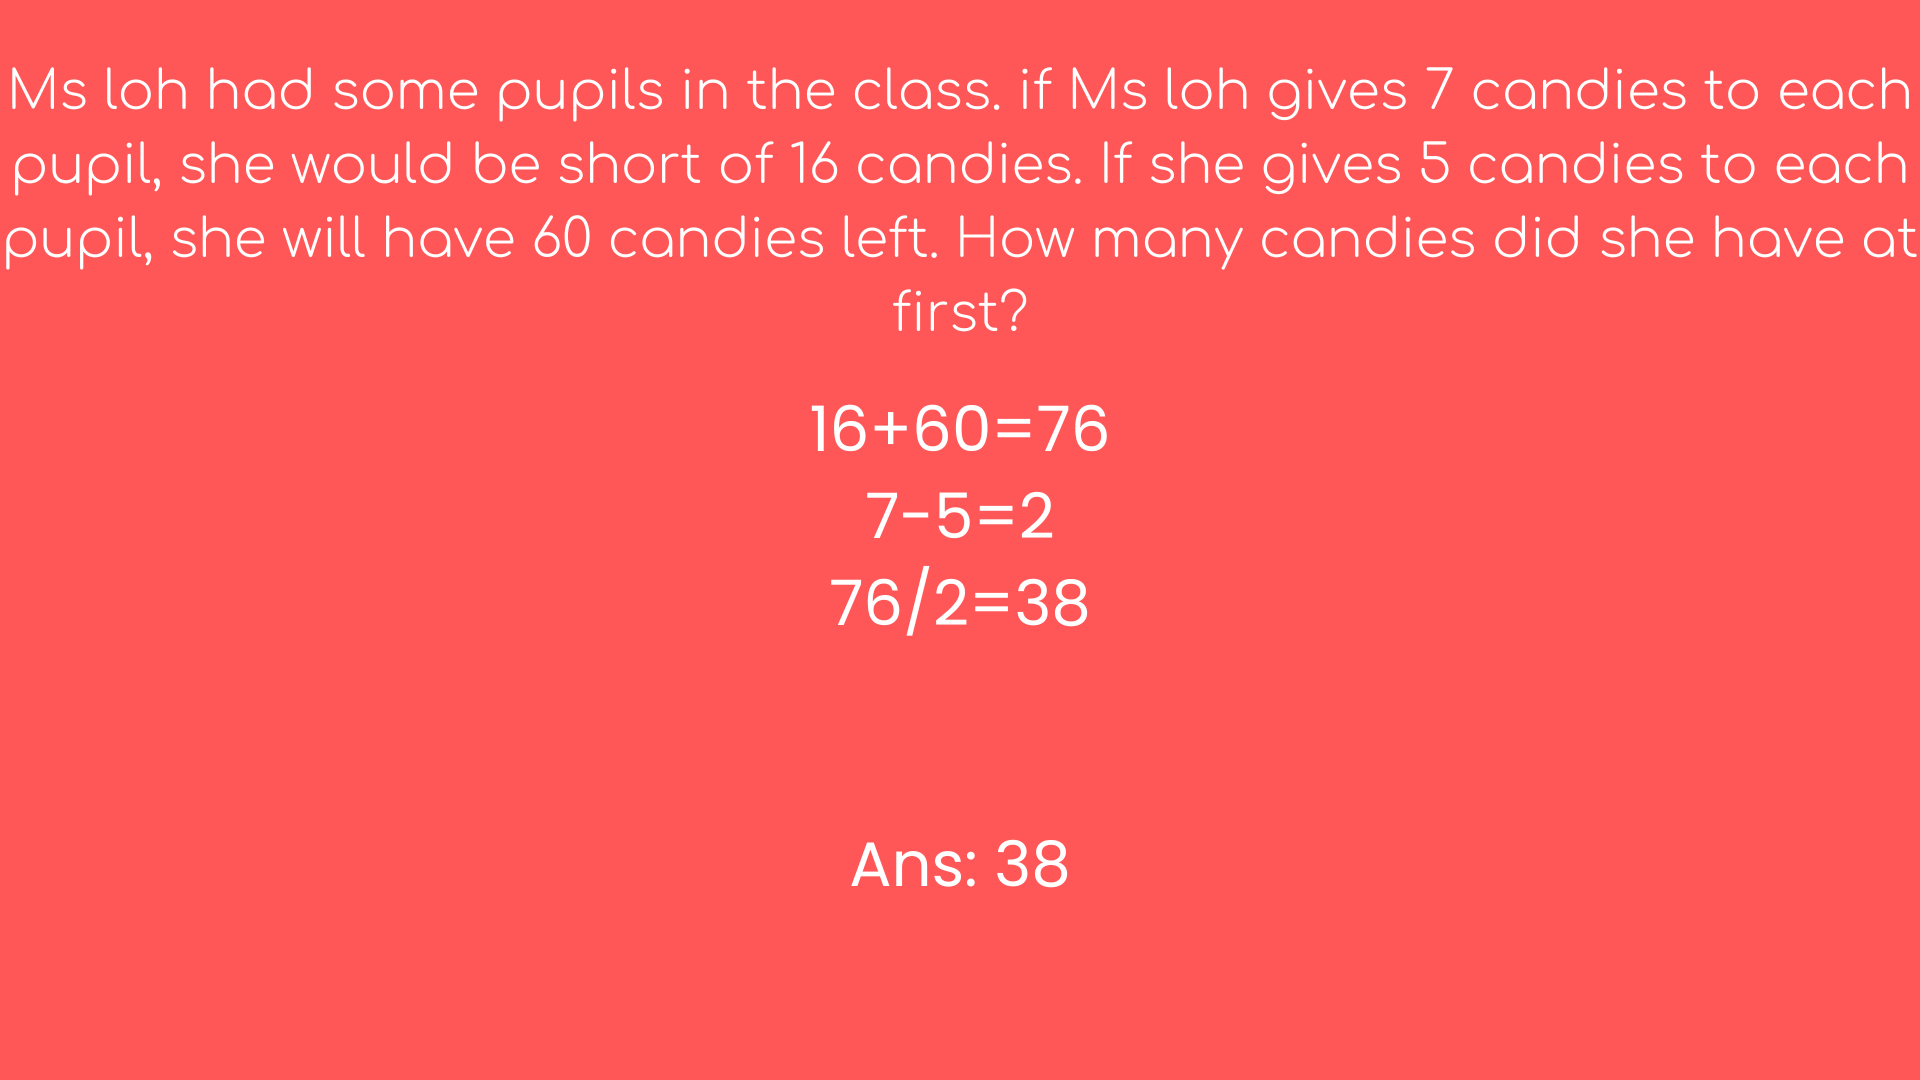 Ms loh had some pupils in the class. if Ms loh gives 7 candies to each
pupil, she would be short of 16 candies. If she gives 5 candies to each
pupil, she will have 60 candies left. How many candies did she have at
first?
16+60=76
7-5=2
76/2=38
Ans: 38